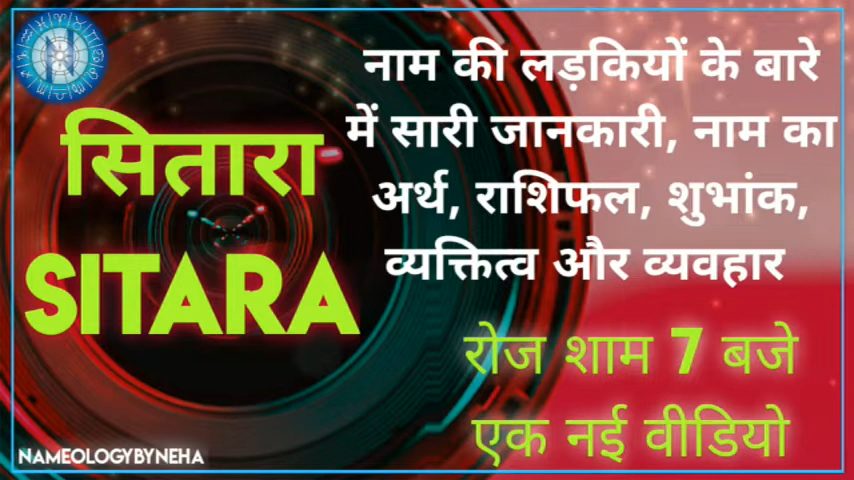 सितारा
SITARA
नाम की लड़कियों के बारे
में सारी जानकारी, नाम का
अर्थ, राशिफल, शुभांक,
व्यक्तित्व और व्यवहार
रोज शाम 7 बजे
एक नई वीडियो
NAMEOLOGYBYNEHA